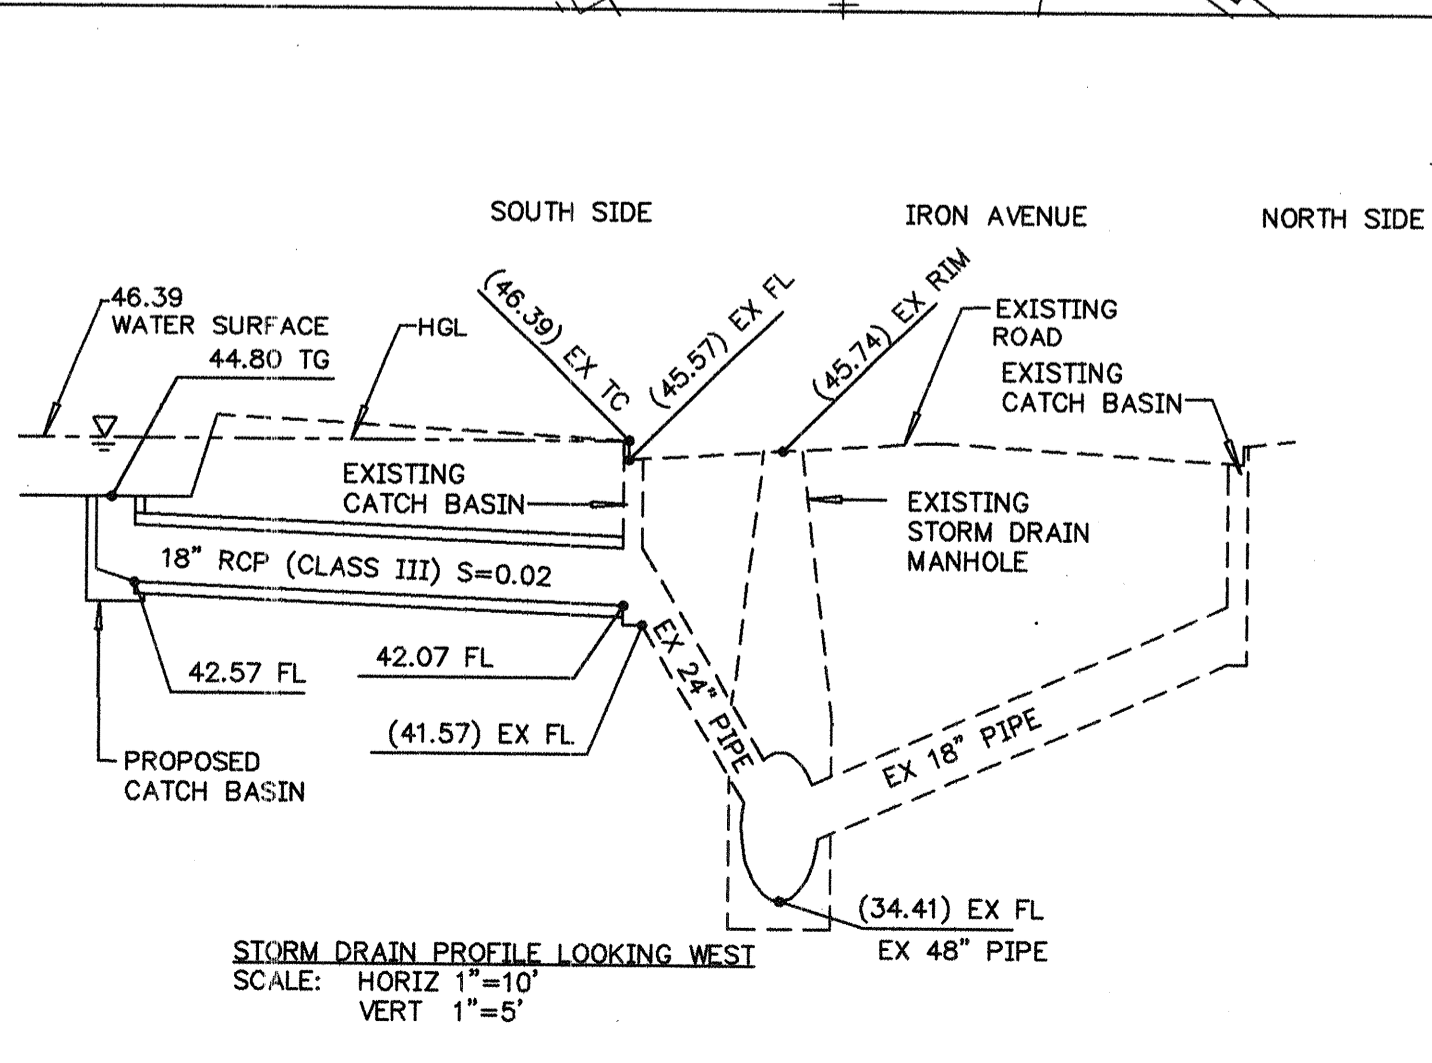 SOUTH SIDE
IRON AVENUE
NORTH SIDE
46.39
WATER SURFACE
44.80 TG
HGL
(46.39) EX TC
(45.57) EX FL
(45.74) EX RIM
EXISTING
ROAD
EXISTING
CATCH BASIN
EXISTING
CATCH BASIN
EXISTING
STORM DRAIN
MANHOLE
18" RCP (CLASS III) S=0.02
42.57 FL
42.07 FL
(41.57) EX FL
EX 24" PIPE
EX 18" PIPE
PROPOSED
CATCH BASIN
(34.41) EX FL
EX 48" PIPE
STORM DRAIN PROFILE LOOKING WEST
SCALE: HORIZ 1"=10'
VERT 1"=5'